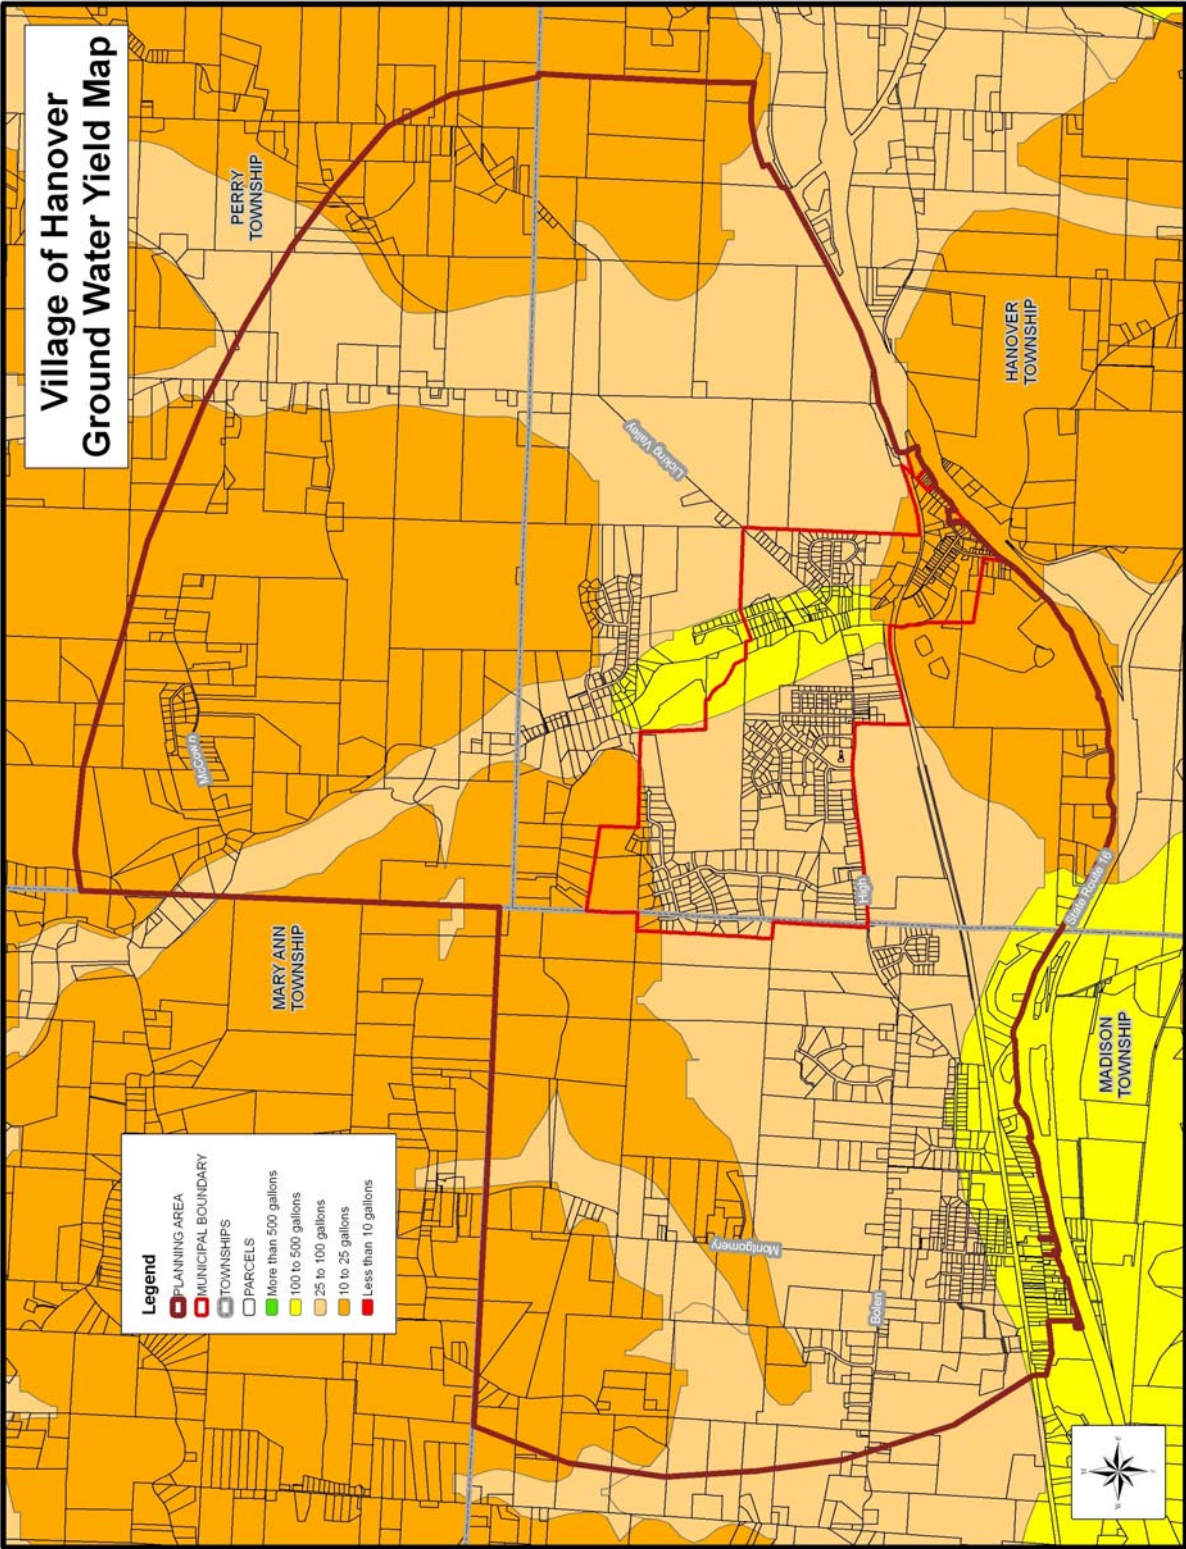 Village of Hanover
Ground Water Yield Map
PERRY
TOWNSHIP
MARY ANN
TOWNSHIP
HANOVER
TOWNSHIP
MADISON
TOWNSHIP
McCown
Licking Valley
High
State Route 16
Montgomery
Bolen
Legend
PLANNING AREA
MUNICIPAL BOUNDARY
TOWNSHIPS
PARCELS
More than 500 gallons
100 to 500 gallons
25 to 100 gallons
10 to 25 gallons
Less than 10 gallons
N
E
S
W